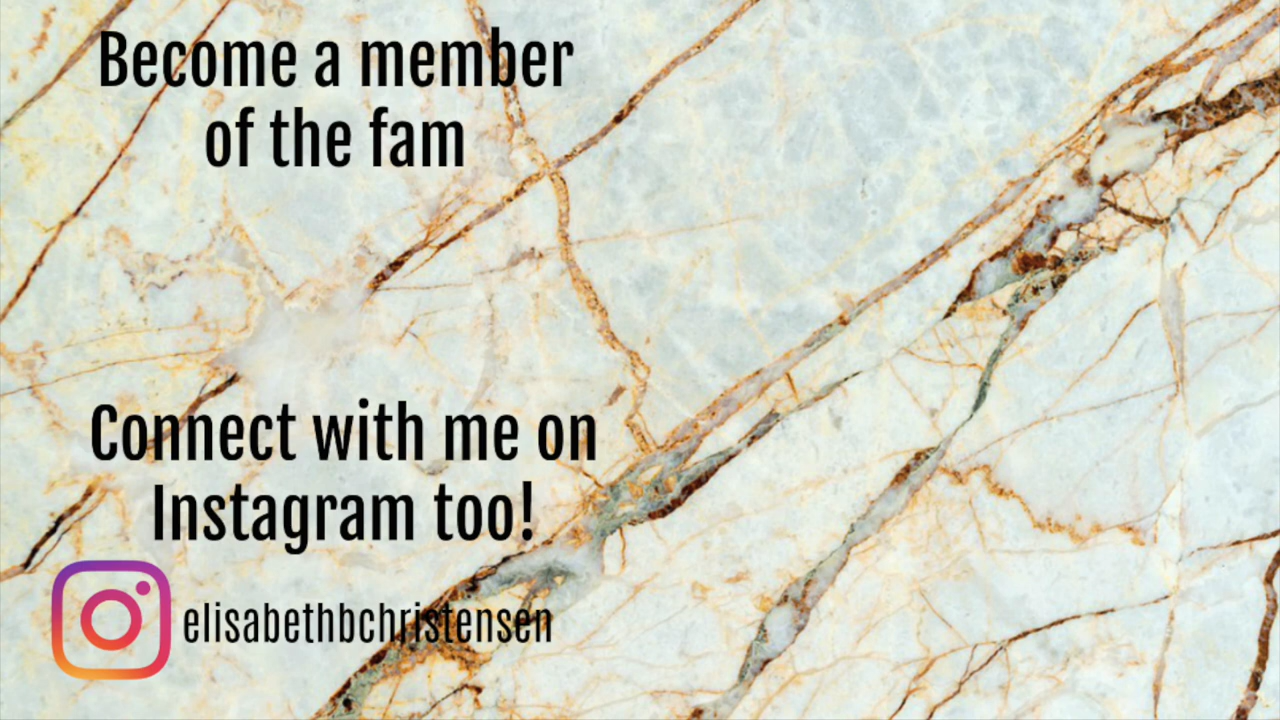 Become a member
of the fam
Connect with me on
Instagram too!
elisabethbchristensen